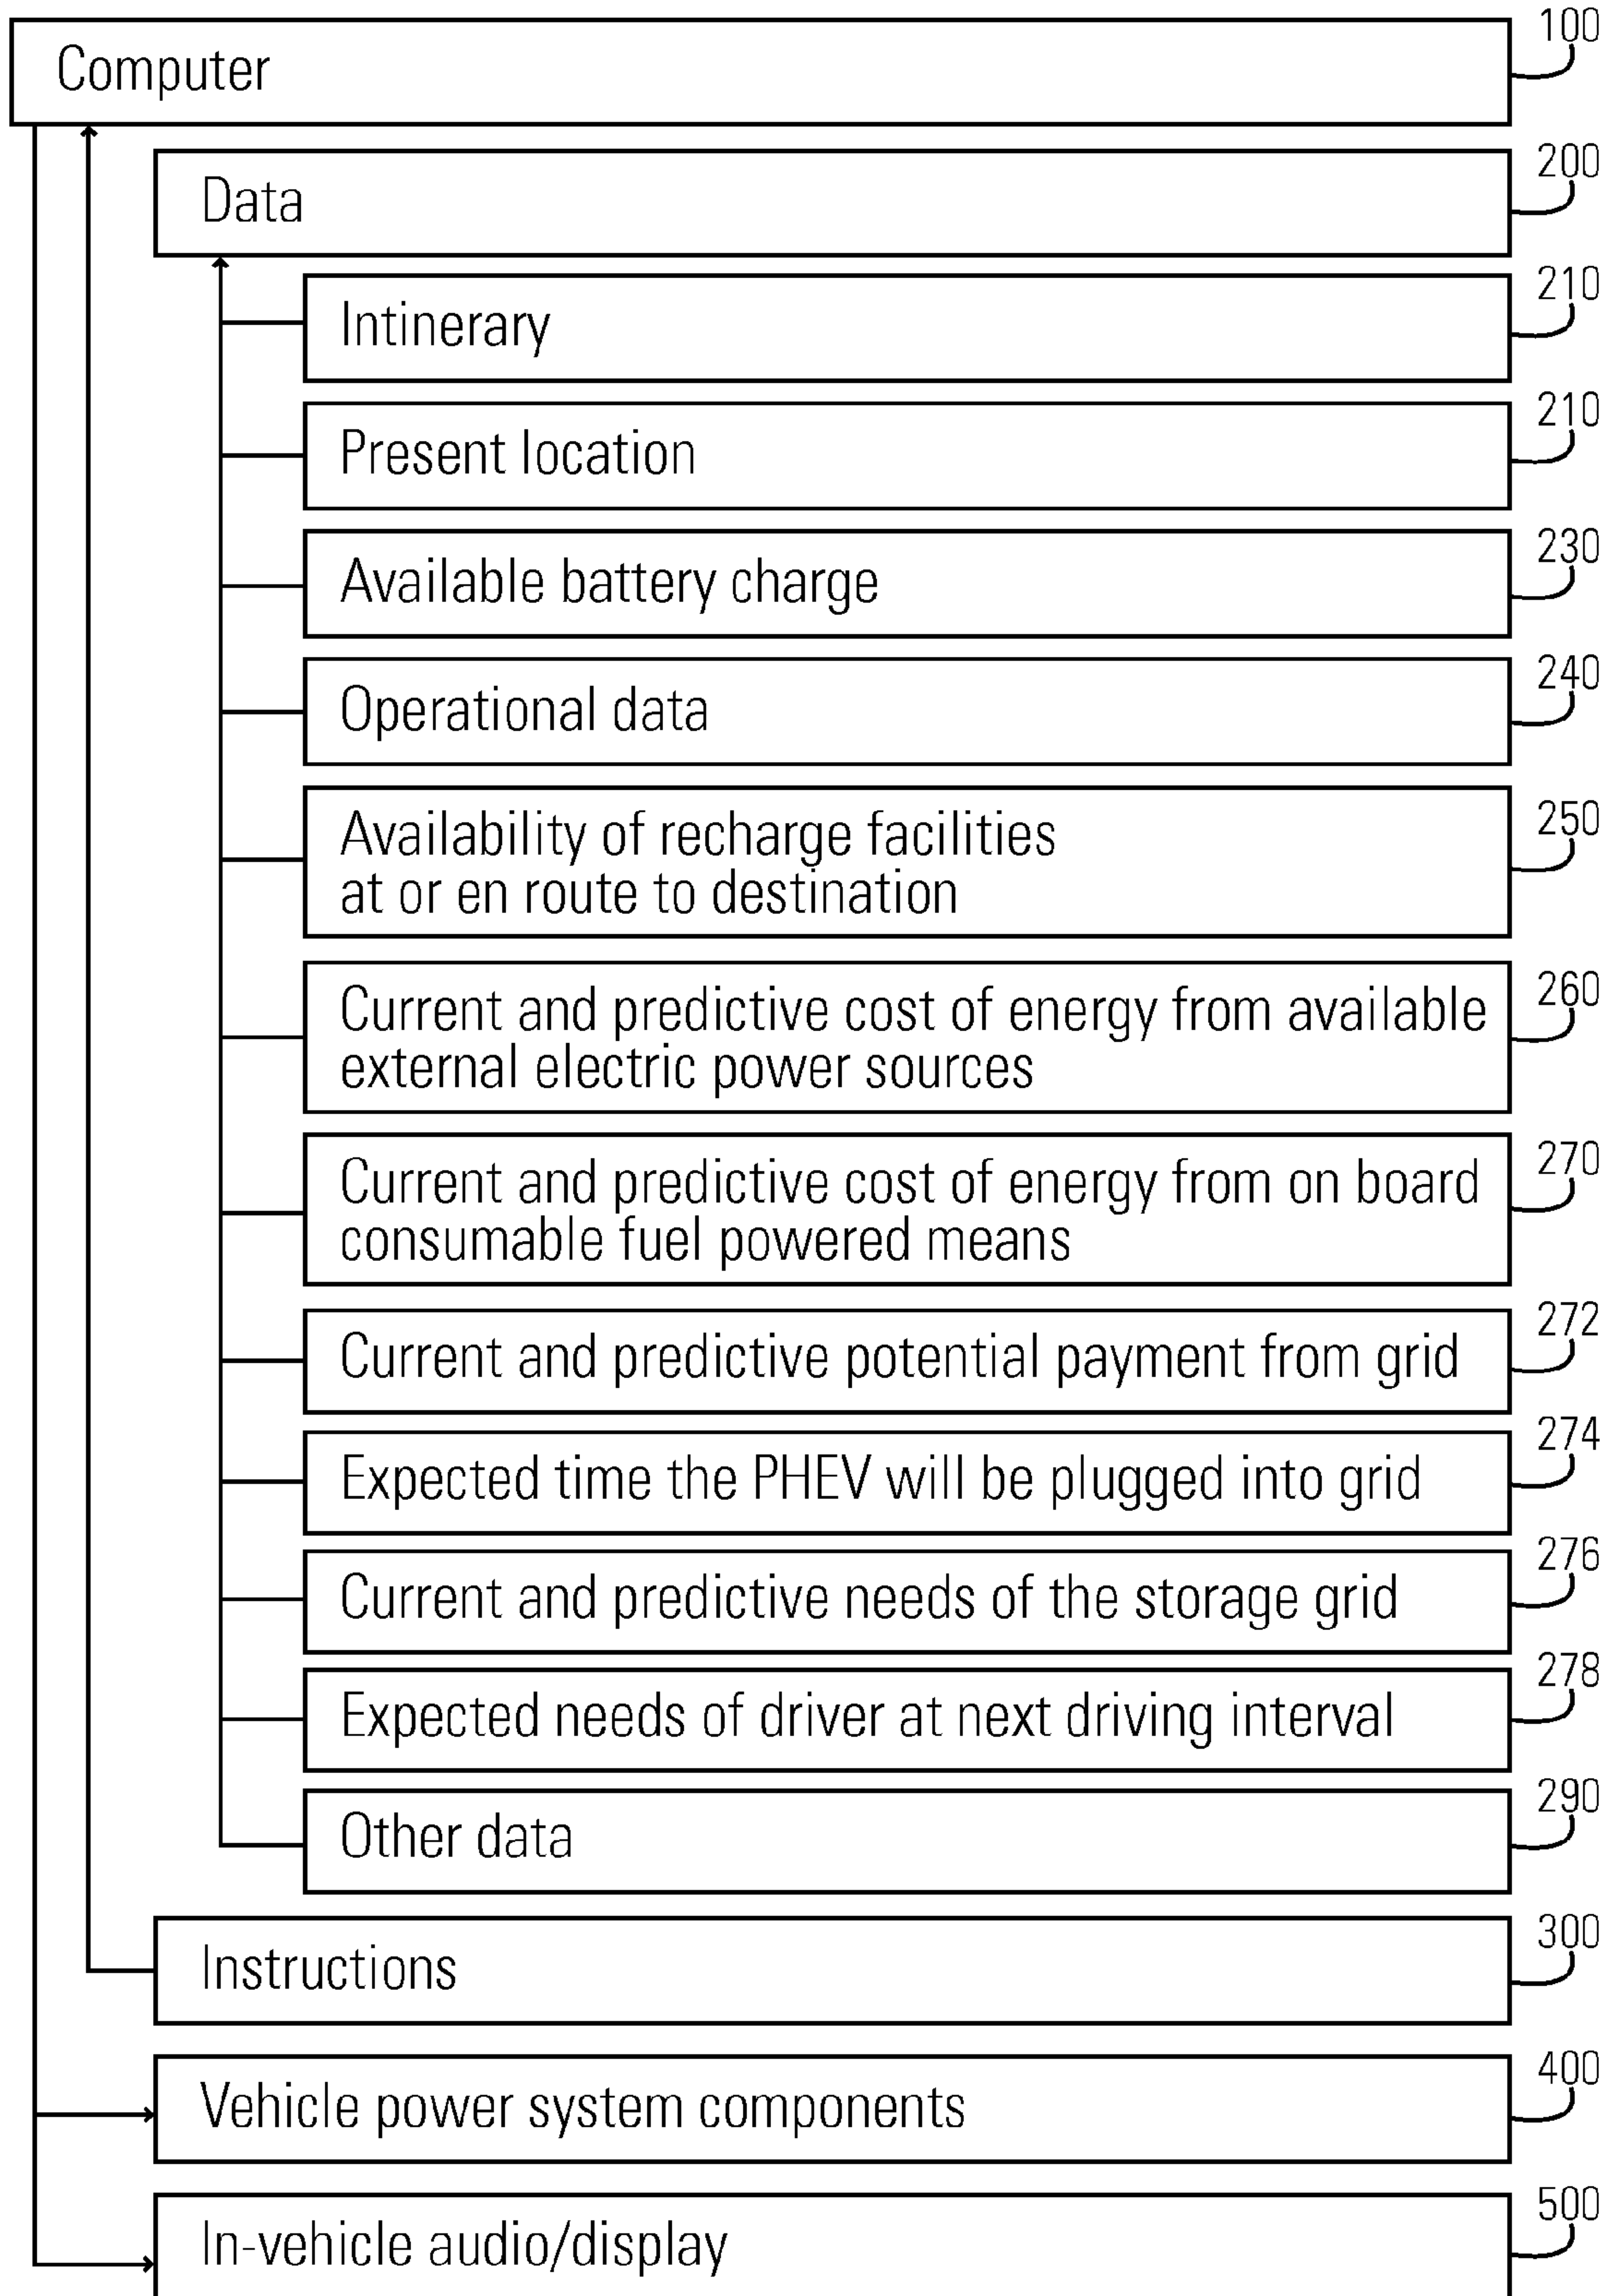 Computer
100
Data
200
Intinerary
210
Present location
210
Available battery charge
230
Operational data
240
Availability of recharge facilities
at or en route to destination
250
Current and predictive cost of energy from available
external electric power sources
260
Current and predictive cost of energy from on board
consumable fuel powered means
270
Current and predictive potential payment from grid
272
Expected time the PHEV will be plugged into grid
274
Current and predictive needs of the storage grid
276
Expected needs of driver at next driving interval
278
Other data
290
Instructions
300
Vehicle power system components
400
In-vehicle audio/display
500